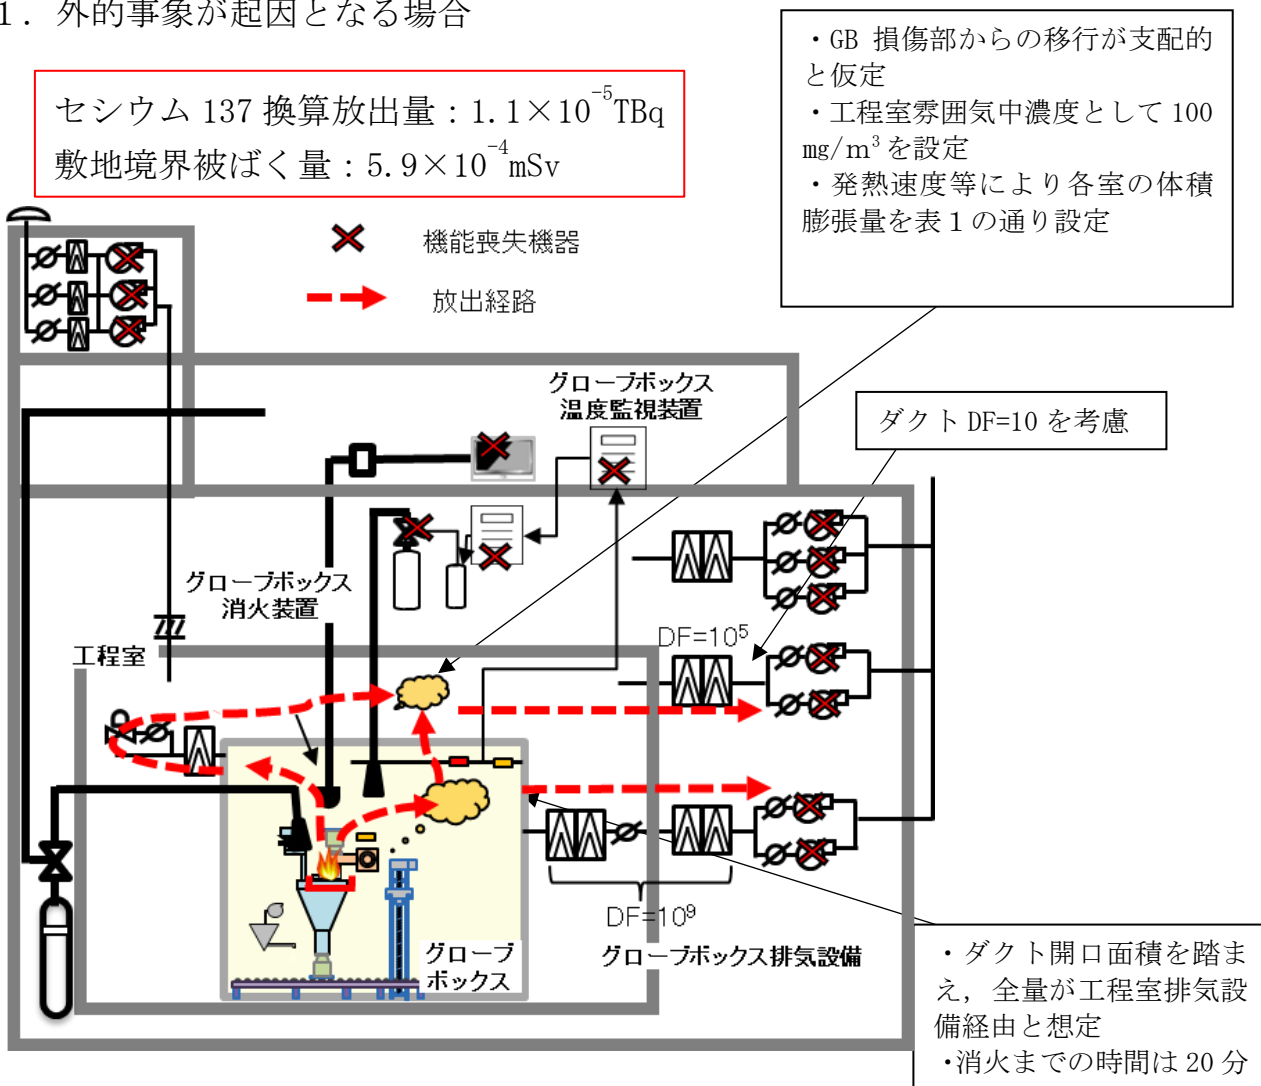 １．外的事象が起因となる場合
セシウム 137 換算放出量：1.1×10⁻⁵TBq
敷地境界被ばく量：5.9×10⁻⁴mSv
・GB 損傷部からの移行が支配的
と仮定
・工程室雰囲気中濃度として 100
mg/m³を設定
・発熱速度等により各室の体積
膨張量を表１の通り設定
機能喪失機器
放出経路
グローブボックス
温度監視装置
ダクト DF=10 を考慮
グローブボックス
消火装置
工程室
DF=10⁵
DF=10⁹
グローブボックス排気設備
グローブ
ボックス
・ダクト開口面積を踏ま
え，全量が工程室排気設
備経由と想定
・消火までの時間は 20 分